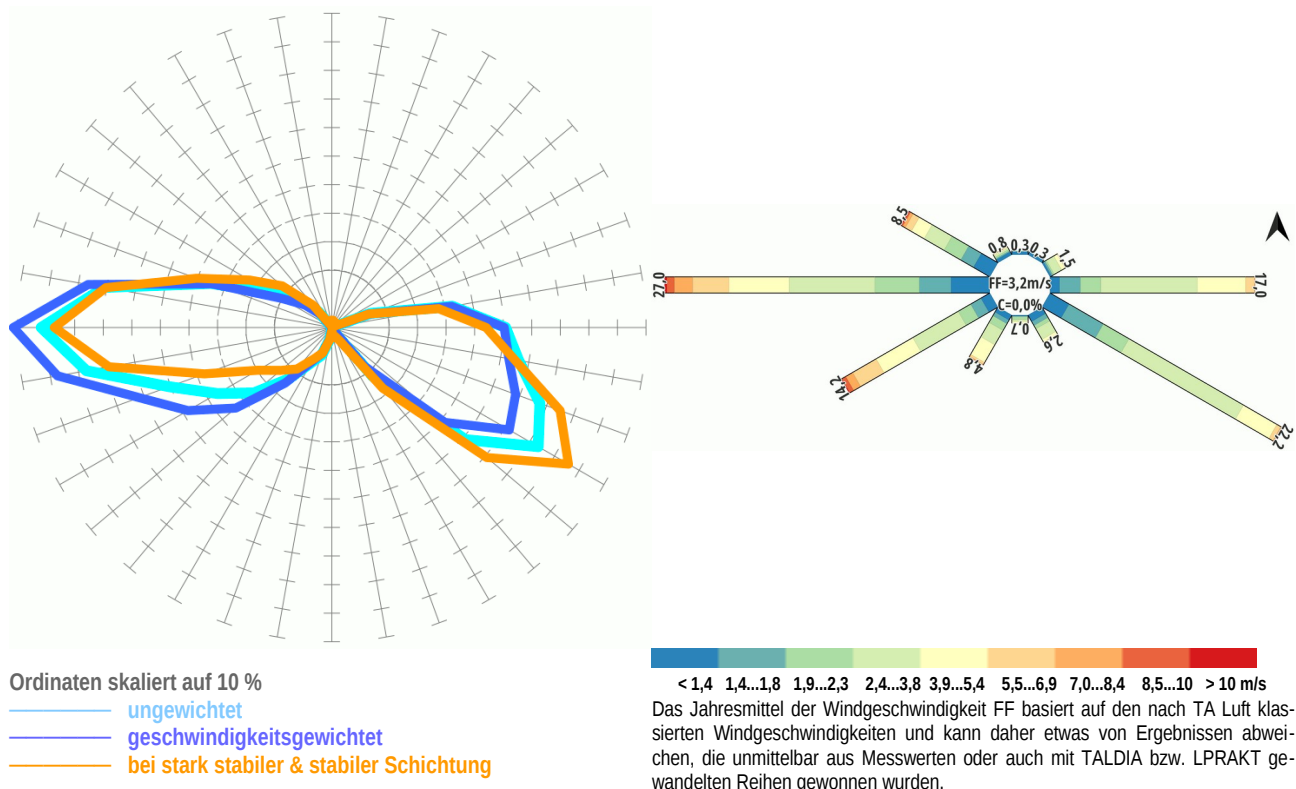 8,5
0,8
0,3
0,3
1,5
27,0
FF=3,2m/s
17,0
C=0,0%
14,2
4,8
0,7
2,6
22,2
Ordinaten skaliert auf 10 %
ungewichtet
geschwindigkeitsgewichtet
bei stark stabiler & stabiler Schichtung
< 1,4 1,4...1,8 1,9...2,3 2,4...3,8 3,9...5,4 5,5...6,9 7,0...8,4 8,5...10 > 10 m/s
Das Jahresmittel der Windgeschwindigkeit FF basiert auf den nach TA Luft klas-
sierten Windgeschwindigkeiten und kann daher etwas von Ergebnissen abwei-
chen, die unmittelbar aus Messwerten oder auch mit TALDIA bzw. LPRAKT ge-
wandelten Reihen gewonnen wurden.